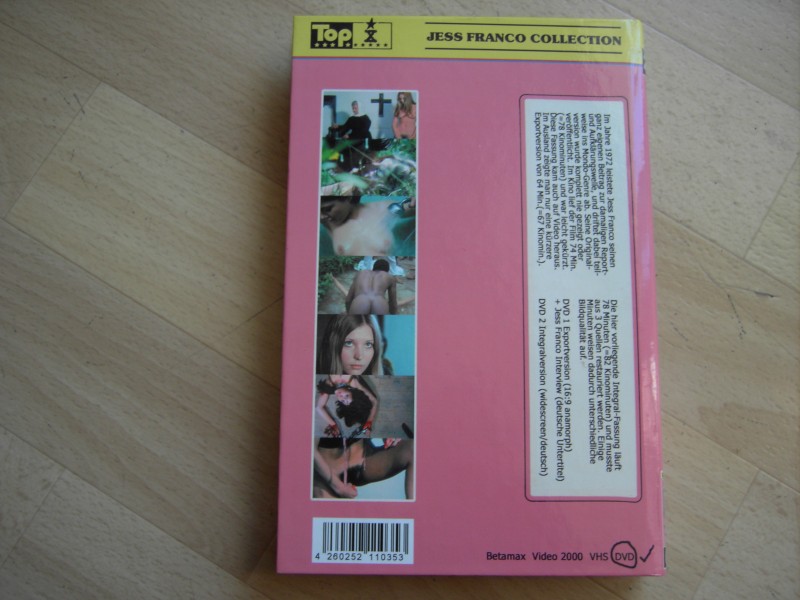 Top X
JESS FRANCO COLLECTION
Im Jahre 1972 leistete Jess Franco seinen
ganz eigenen Beitrag zur damaligen Report-
und Aufklärungswelle, und driftet dabei teil-
weise ins Mondo-Genre ab. Seine Original-
version wurde komplett nie gezeigt oder
veröffentlicht. Im Kino lief der Film 74 Min.
(=78 Kinominuten) und war leicht gekürzt.
Diese Fassung kam auch auf Video heraus.
Im Ausland zeigte man nur eine kürzere
Exportversion von 64 Min.(=67 Kinomin.).
Die hier vorliegende Integral-Fassung läuft
78 Minuten (=82 Kinominuten) und musste
aus 3 Quellen restauriert werden. Einige
Minuten weisen dadurch unterschiedliche
Bildqualität auf.
DVD 1 Exportversion (16:9 anamorph)
+ Jess Franco Interview (deutsche Untertitel)
DVD 2 Integralversion (widescreen/deutsch)
4 260252 110353
Betamax Video 2000 VHS DVD